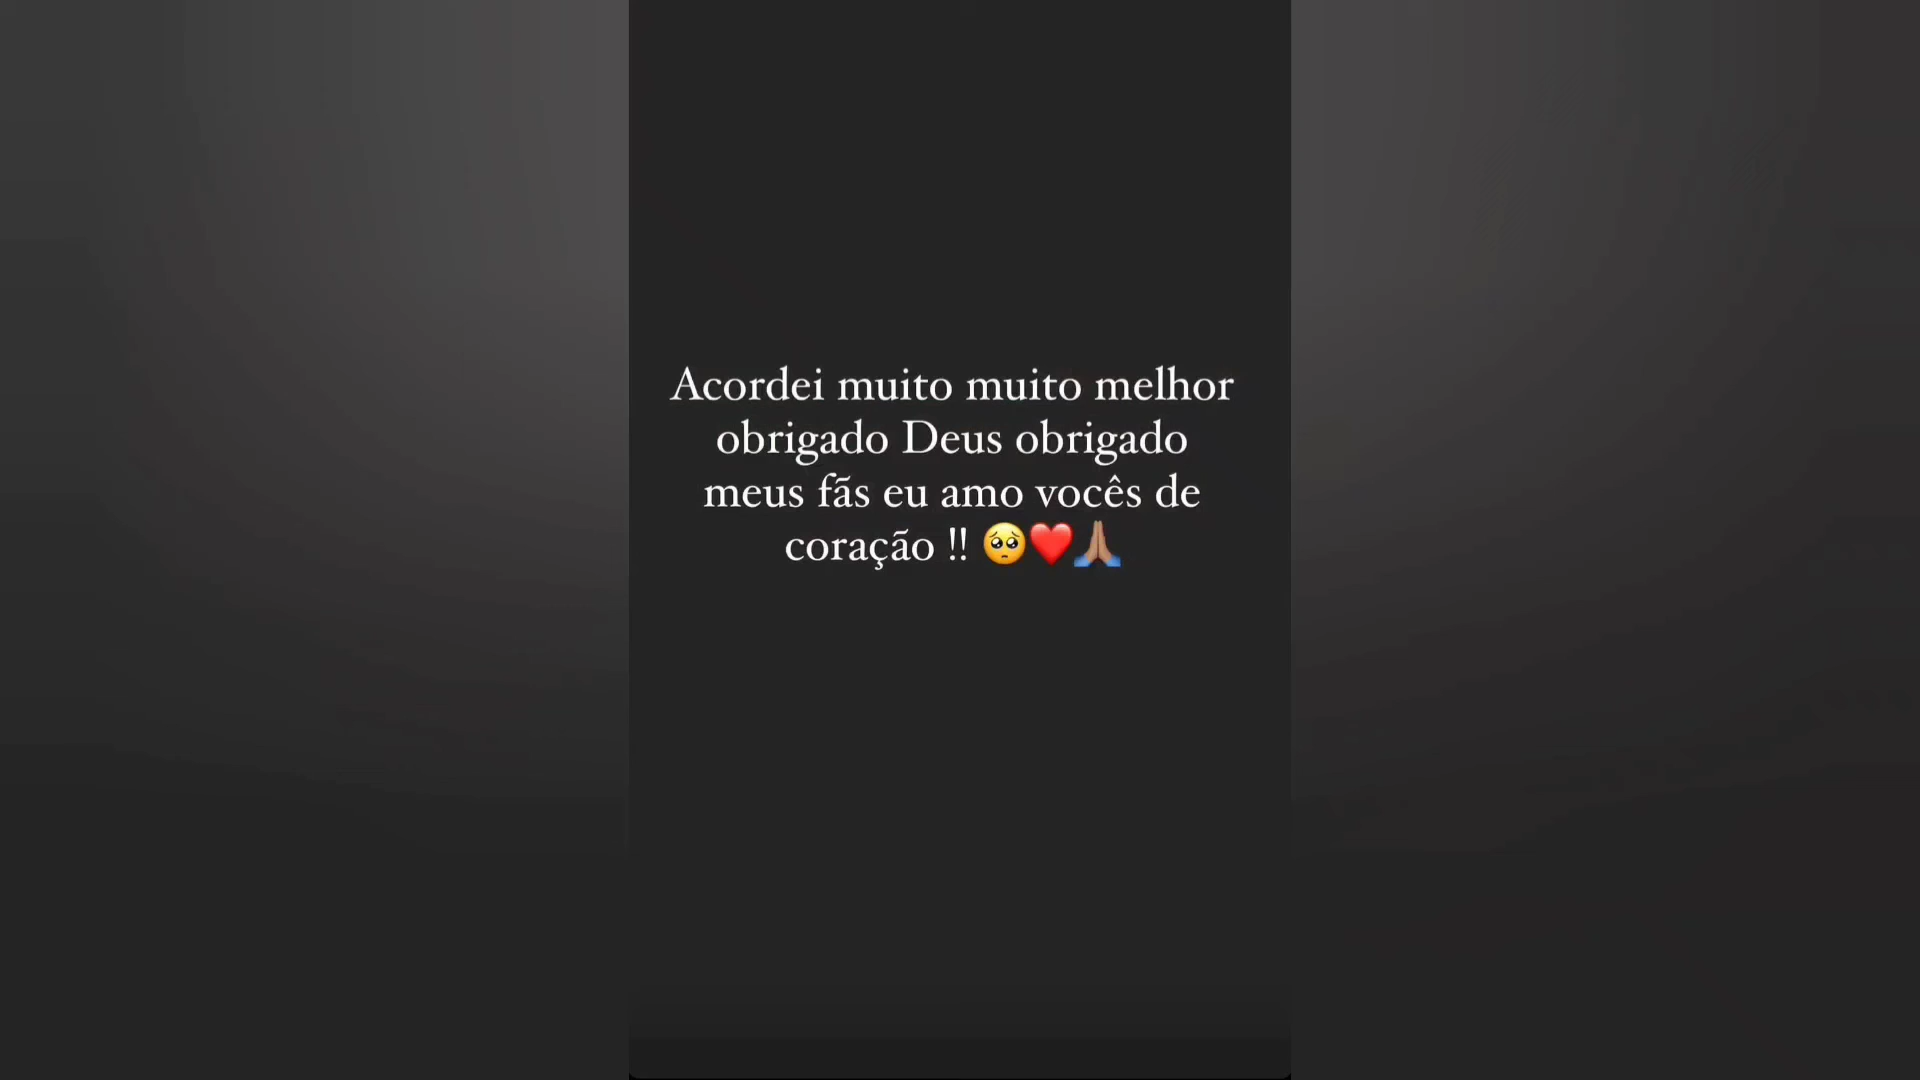 Acordei muito muito melhor
obrigado Deus obrigado
meus fãs eu amo vocês de
coração !! 🥺❤️🙏🏽